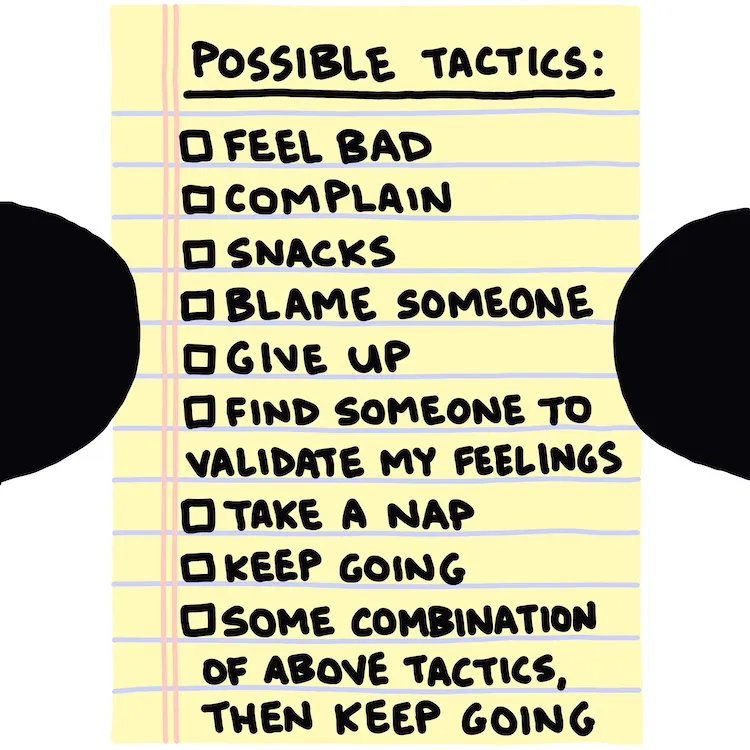 POSSIBLE TACTICS:
FEEL BAD
COMPLAIN
SNACKS
BLAME SOMEONE
GIVE UP
FIND SOMEONE TO
VALIDATE MY FEELINGS
TAKE A NAP
KEEP GOING
SOME COMBINATION
OF ABOVE TACTICS,
THEN KEEP GOING